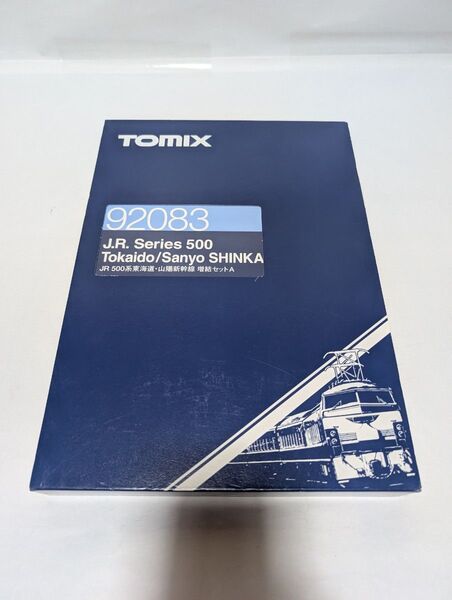 TOMIX
92083
J.R. Series 500
Tokaido/Sanyo SHINKA
JR 500系東海道・山陽新幹線 増結セットA